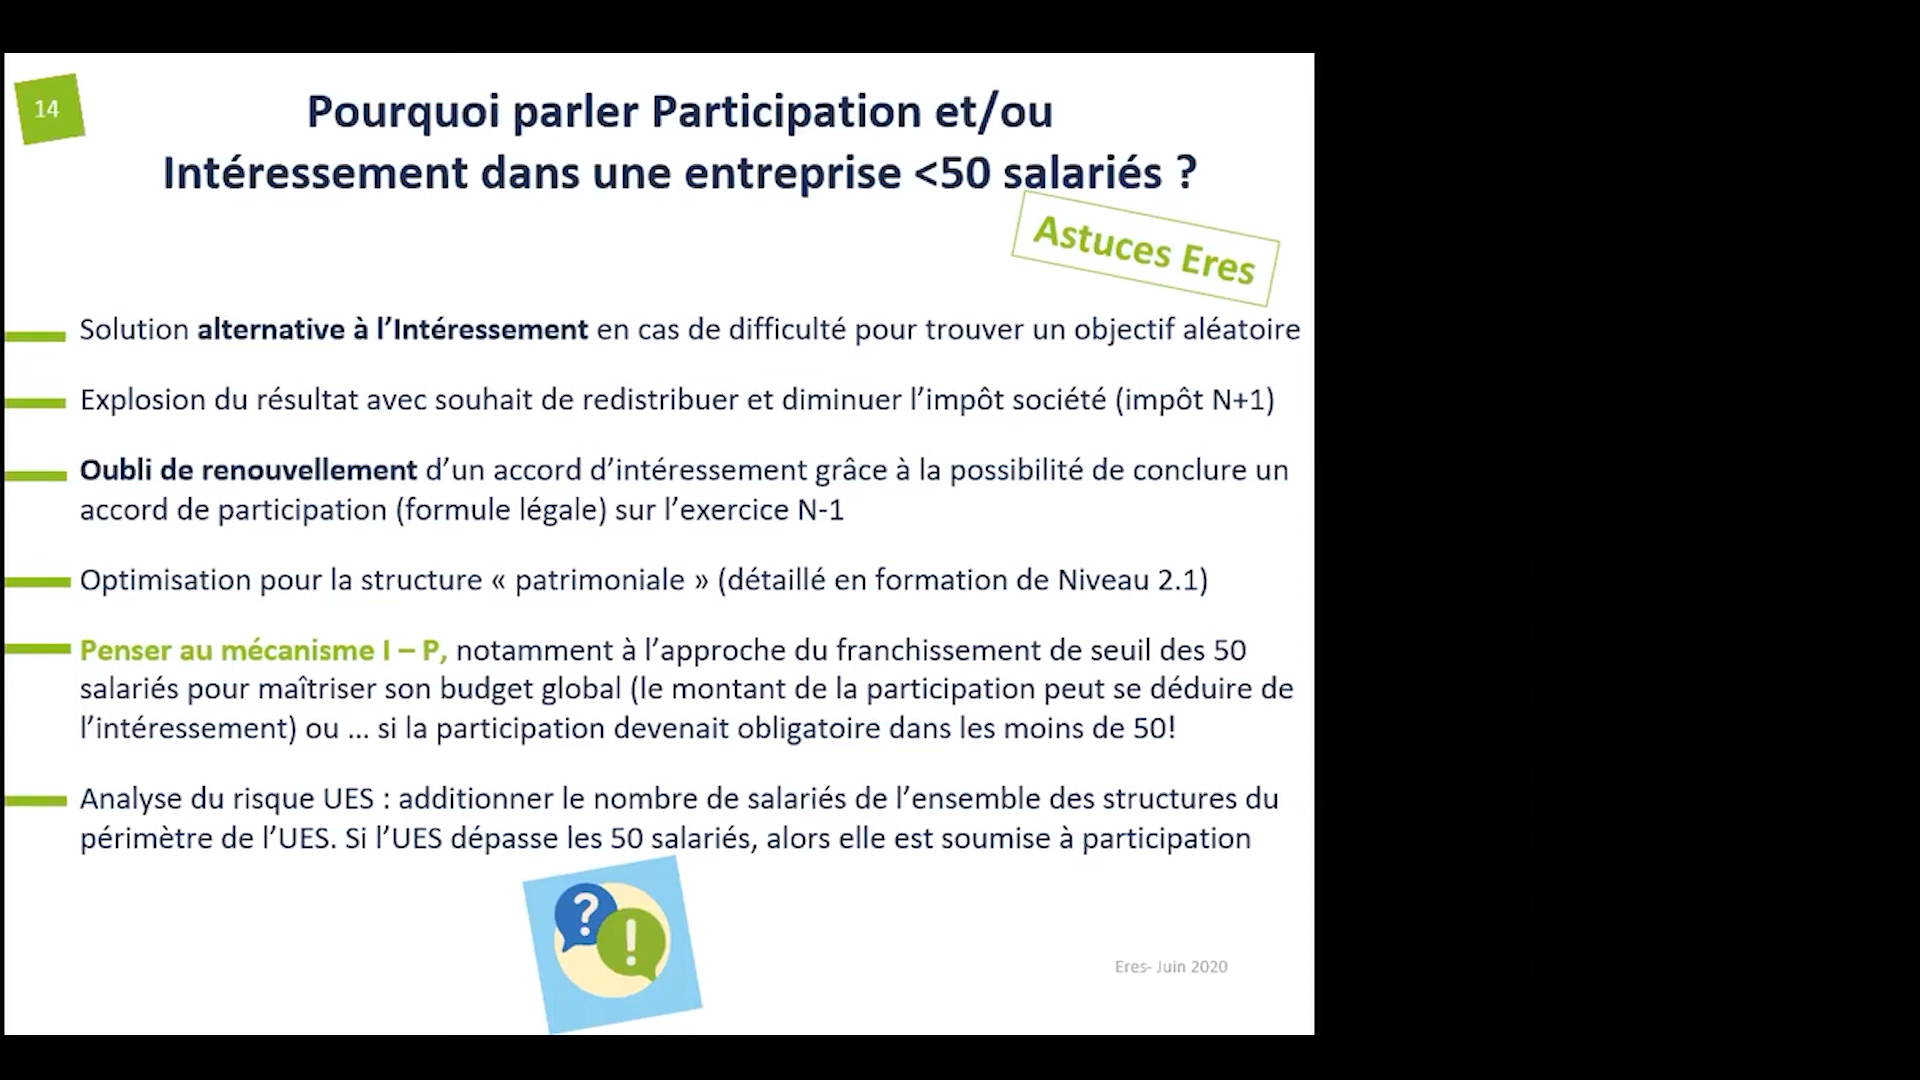 14
Pourquoi parler Participation et/ou
Intéressement dans une entreprise <50 salariés ?
Astuces Eres
Solution alternative à l’Intéressement en cas de difficulté pour trouver un objectif aléatoire
Explosion du résultat avec souhait de redistribuer et diminuer l’impôt société (impôt N+1)
Oubli de renouvellement d’un accord d’intéressement grâce à la possibilité de conclure un
accord de participation (formule légale) sur l’exercice N-1
Optimisation pour la structure « patrimoniale » (détaillé en formation de Niveau 2.1)
Penser au mécanisme I – P, notamment à l’approche du franchissement de seuil des 50
salariés pour maîtriser son budget global (le montant de la participation peut se déduire de
l’intéressement) ou ... si la participation devenait obligatoire dans les moins de 50!
Analyse du risque UES : additionner le nombre de salariés de l’ensemble des structures du
périmètre de l’UES. Si l’UES dépasse les 50 salariés, alors elle est soumise à participation
? !
Eres- Juin 2020